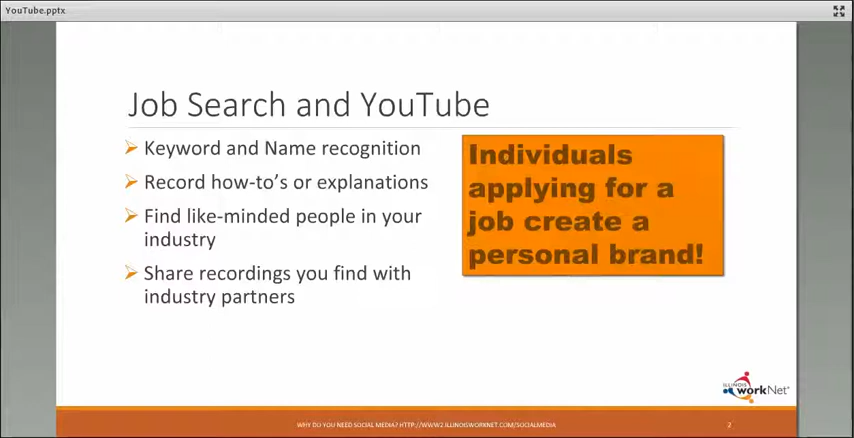 YouTube.pptx
Job Search and YouTube
Keyword and Name recognition
Record how-to’s or explanations
Find like-minded people in your
industry
Share recordings you find with
industry partners
Individuals
applying for a
job create a
personal brand!
ILLINOIS
workNet®
WHY DO YOU NEED SOCIAL MEDIA? HTTP://WWW2.ILLINOISWORKNET.COM/SOCIALMEDIA
2